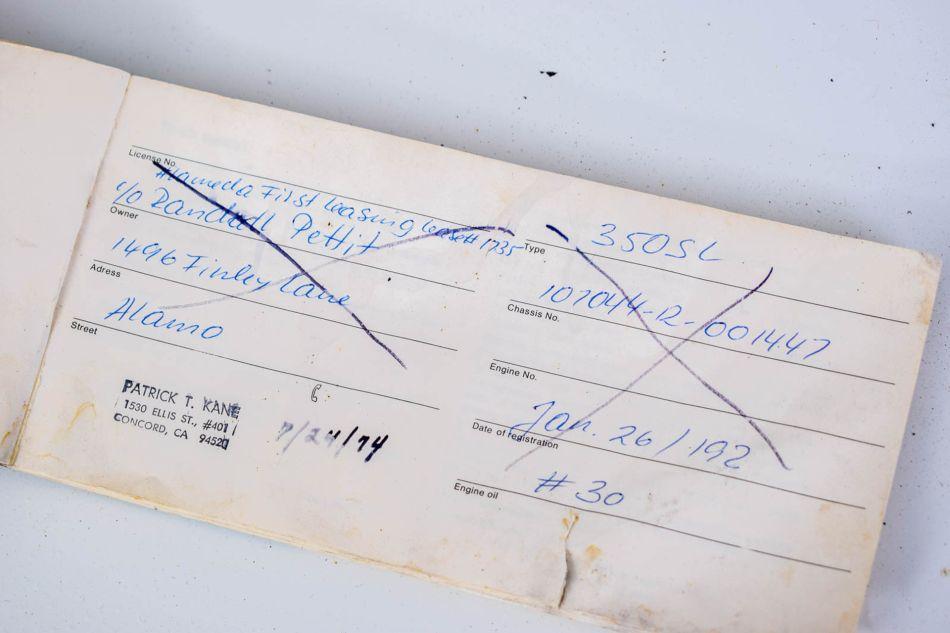 License No.
Alameda First Leasing Lease# 1735
c/o Randall Pettit
Owner
1496 Finley Lane
Adress
Alamo
Street
PATRICK T. KANE
1530 ELLIS ST., #401
CONCORD, CA 94520
7/24/74
Type
350SL
Chassis No.
107044-12-001447
Engine No.
Date of registration
Jan. 26/192
Engine oil
#30